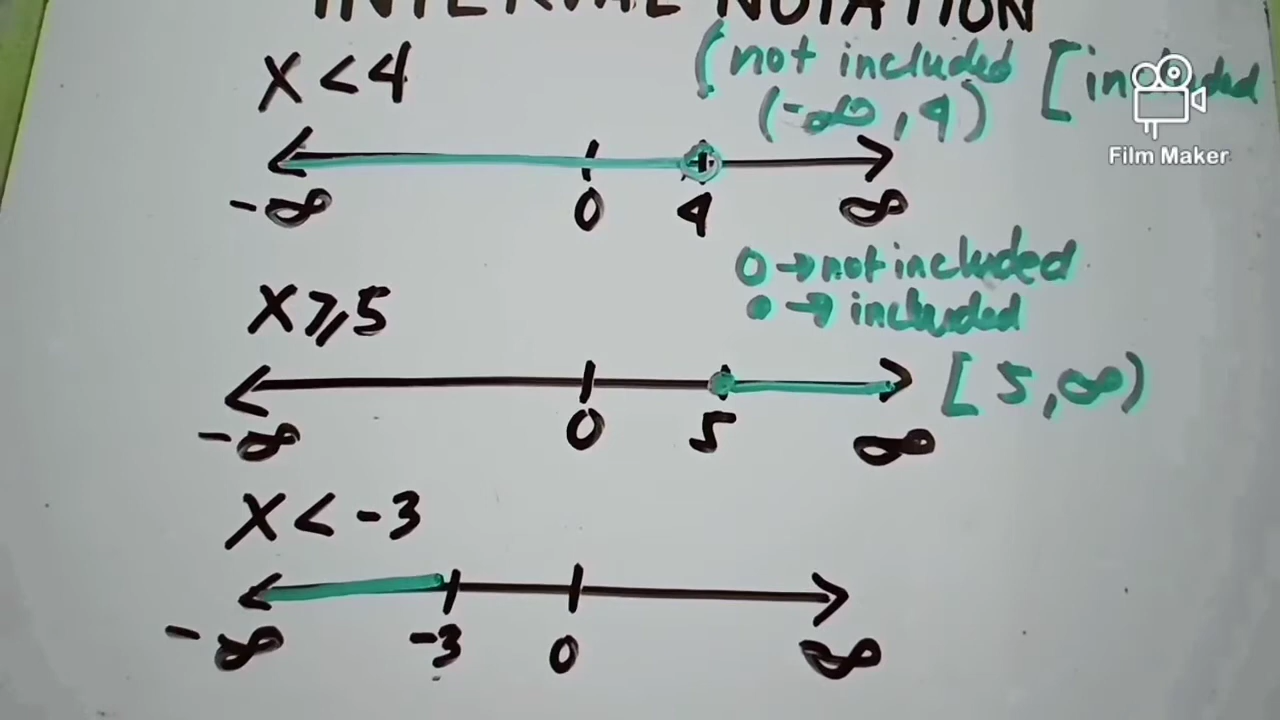 INTERVAL NOTATION
X < 4
( not included [ included
(-∞, 4)
-∞ 0 4 ∞
Film Maker
o → not included
X ≥ 5
• → included
[5, ∞)
-∞ 0 5 ∞
X < -3
-∞ -3 0 ∞